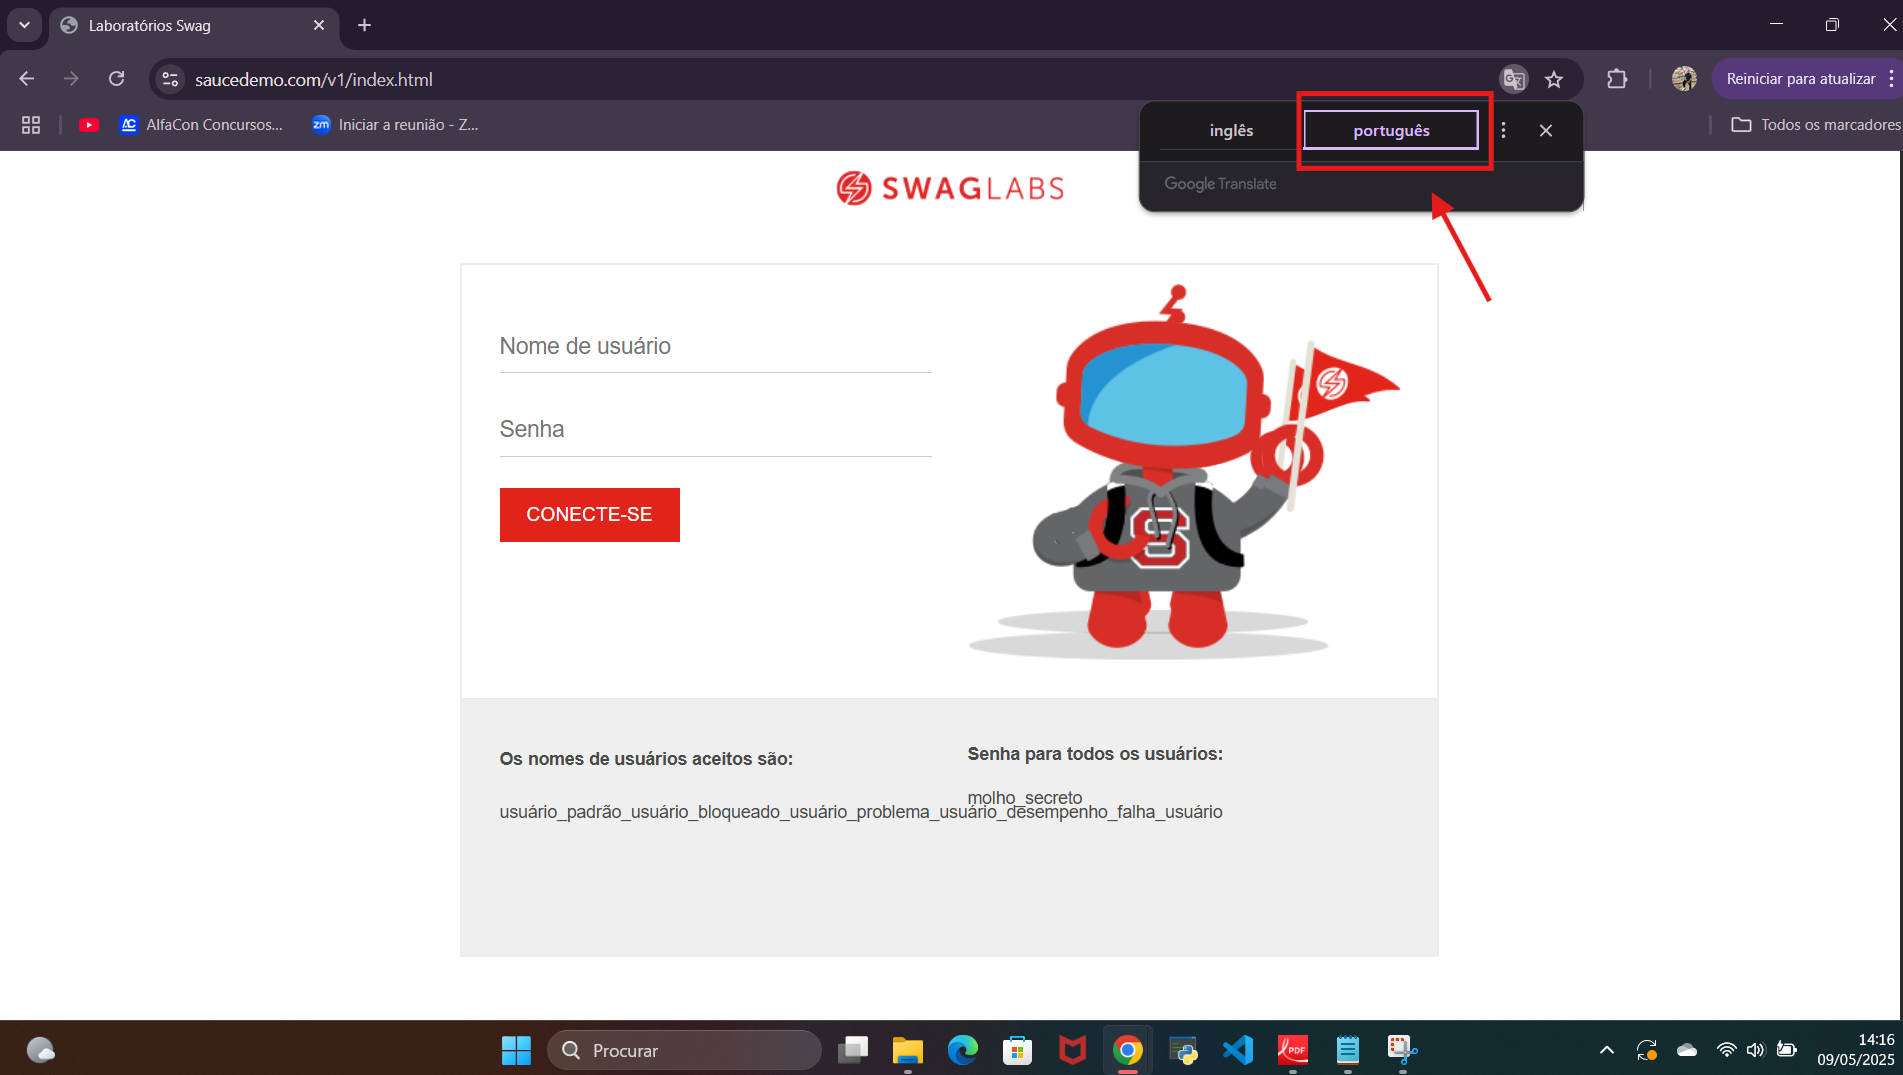 Laboratórios Swag
saucedemo.com/v1/index.html
Reiniciar para atualizar
AlfaCon Concursos...
zm Iniciar a reunião - Z...
Todos os marcadores
inglês português
Google Translate
SWAGLABS
Nome de usuário
Senha
CONECTE-SE
S
Os nomes de usuários aceitos são:
usuário_padrão_usuário_bloqueado_usuário_problema_usuário_desempenho_falha_usuário
Senha para todos os usuários:
molho_secreto
Procurar
PDF
14:16
09/05/2025